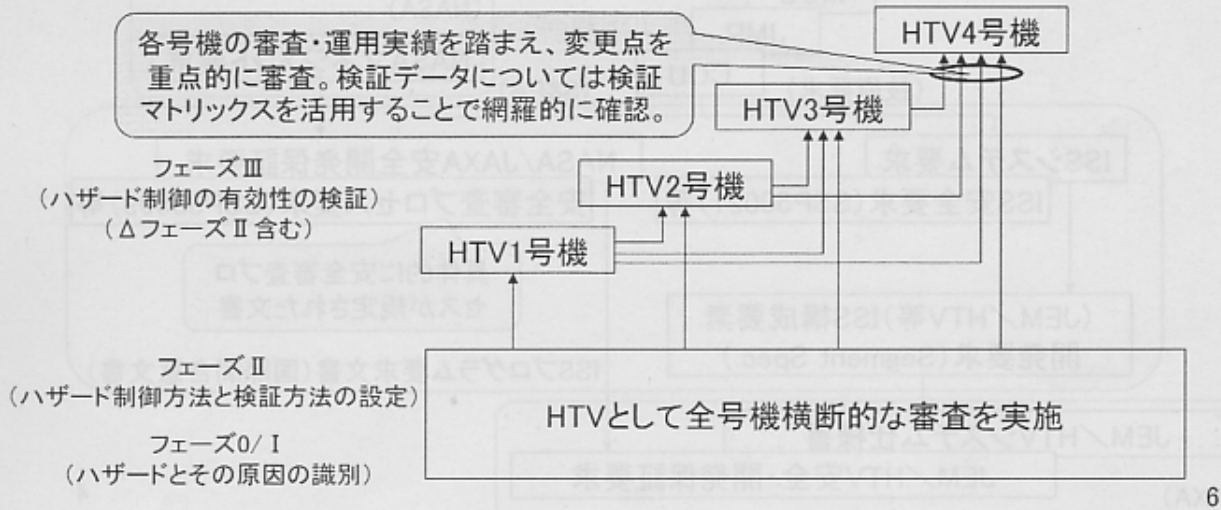 各号機の審査・運用実績を踏まえ、変更点を
重点的に審査。検証データについては検証
マトリックスを活用することで網羅的に確認。
HTV4号機
HTV3号機
フェーズⅢ
(ハザード制御の有効性の検証)
(ΔフェーズⅡ含む)
HTV2号機
HTV1号機
フェーズⅡ
(ハザード制御方法と検証方法の設定)
フェーズ0/Ⅰ
(ハザードとその原因の識別)
HTVとして全号機横断的な審査を実施
6